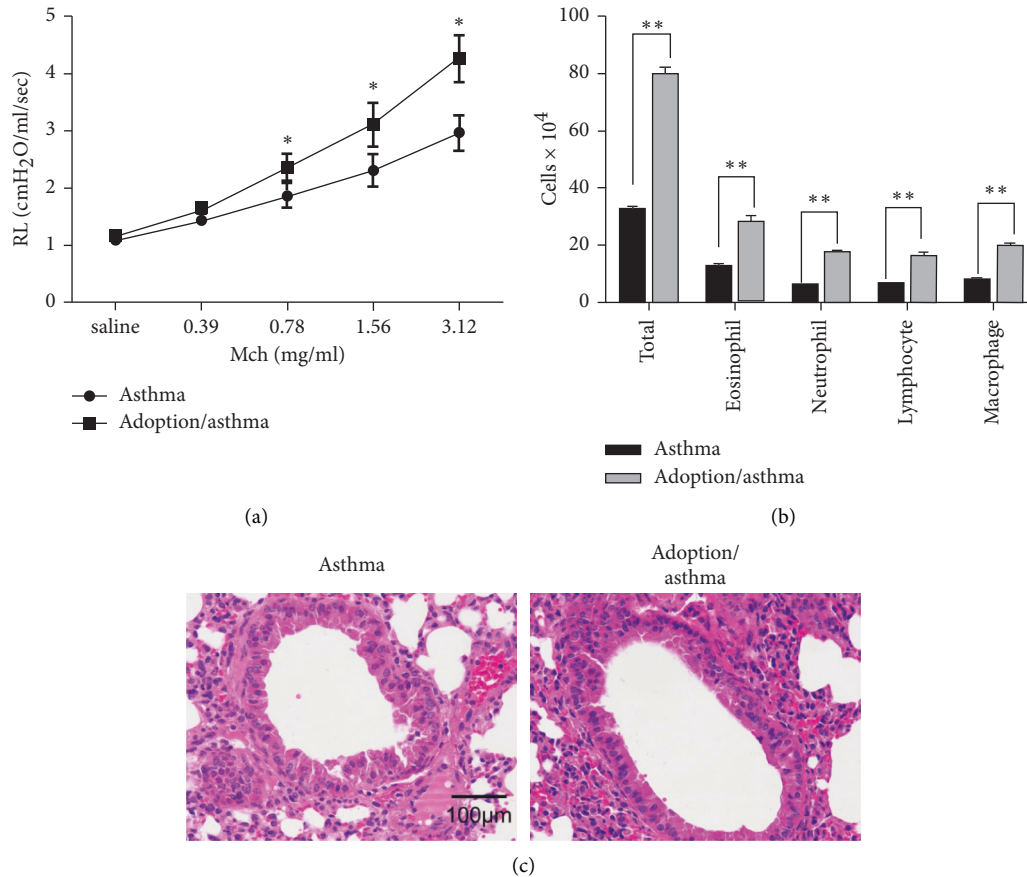 RL (cmH₂O/ml/sec)
5
4
3
2
1
0
*
*
*
saline
0.39
0.78
1.56
3.12
Mch (mg/ml)
Asthma
Adoption/asthma
(a)
Cells × 10⁴
100
80
60
40
20
0
**
**
**
**
**
Total
Eosinophil
Neutrophil
Lymphocyte
Macrophage
Asthma
Adoption/asthma
(b)
Asthma
Adoption/
asthma
100μm
(c)